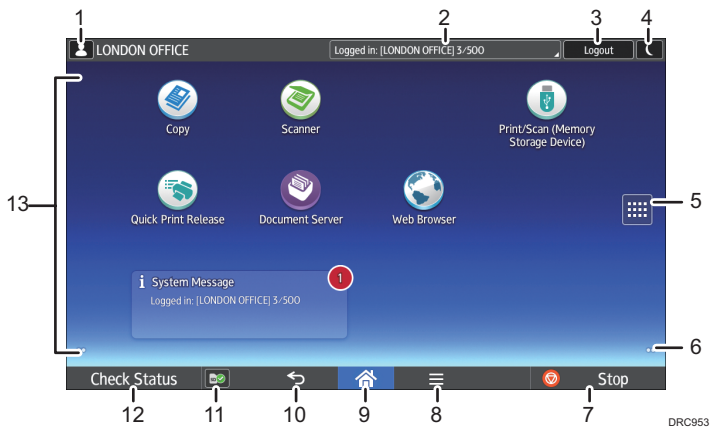 1
2
3
4
LONDON OFFICE
Logged in: [LONDON OFFICE] 3/500
Logout
Copy
Scanner
Print/Scan (Memory
Storage Device)
13
5
Quick Print Release
Document Server
Web Browser
System Message
1
Logged in: [LONDON OFFICE] 3/500
6
Check Status
Stop
12
11
10
9
8
7
DRC953